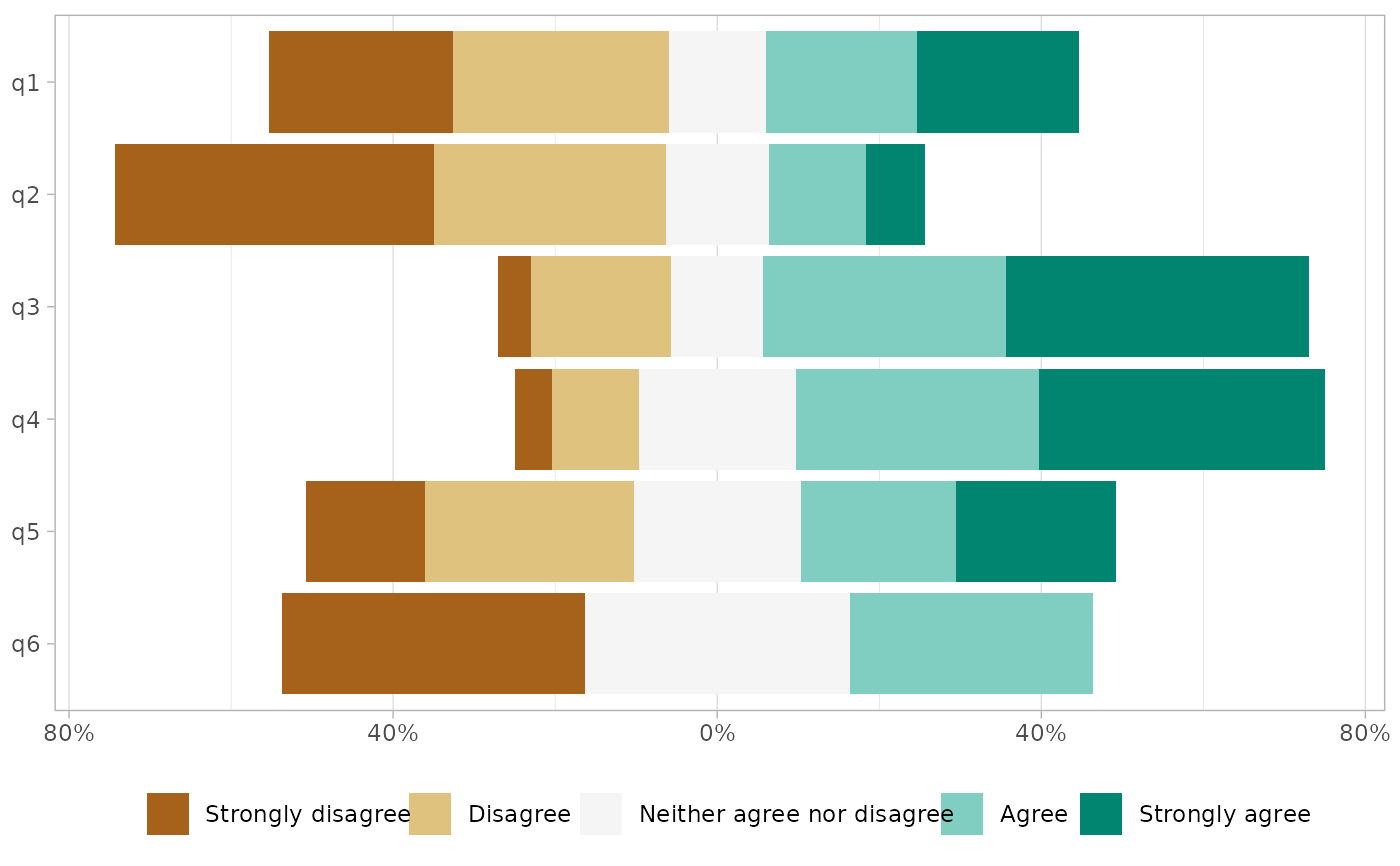 q1
q2
q3
q4
q5
q6
80% 40% 0% 40% 80%
Strongly disagree Disagree Neither agree nor disagree Agree Strongly agree